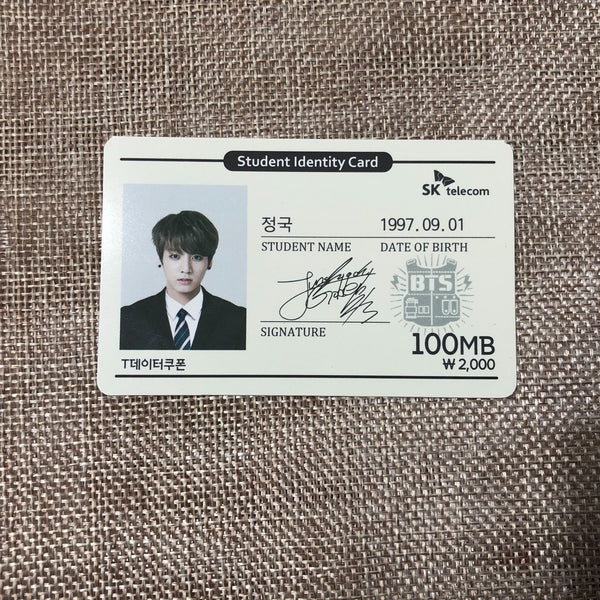 Student Identity Card
SK telecom
정국 1997.09.01
STUDENT NAME DATE OF BIRTH
BTS
SIGNATURE
100MB
T데이터쿠폰 ₩2,000